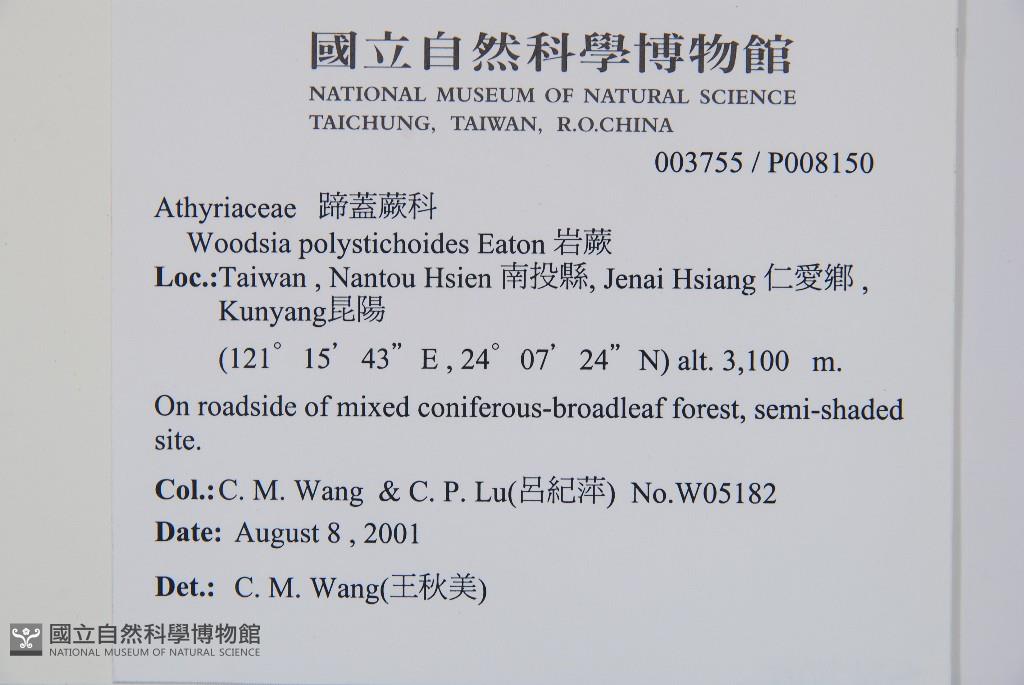 國立自然科學博物館
NATIONAL MUSEUM OF NATURAL SCIENCE
TAICHUNG, TAIWAN, R.O.CHINA
003755 / P008150
Athyriaceae 蹄蓋蕨科
Woodsia polystichoides Eaton 岩蕨
Loc.:Taiwan , Nantou Hsien 南投縣, Jenai Hsiang 仁愛鄉 ,
Kunyang昆陽
(121° 15’ 43” E , 24° 07’ 24” N) alt. 3,100 m.
On roadside of mixed coniferous-broadleaf forest, semi-shaded
site.
Col.: C. M. Wang & C. P. Lu(呂紀萍) No.W05182
Date: August 8 , 2001
Det.: C. M. Wang(王秋美)
國立自然科學博物館
NATIONAL MUSEUM OF NATURAL SCIENCE